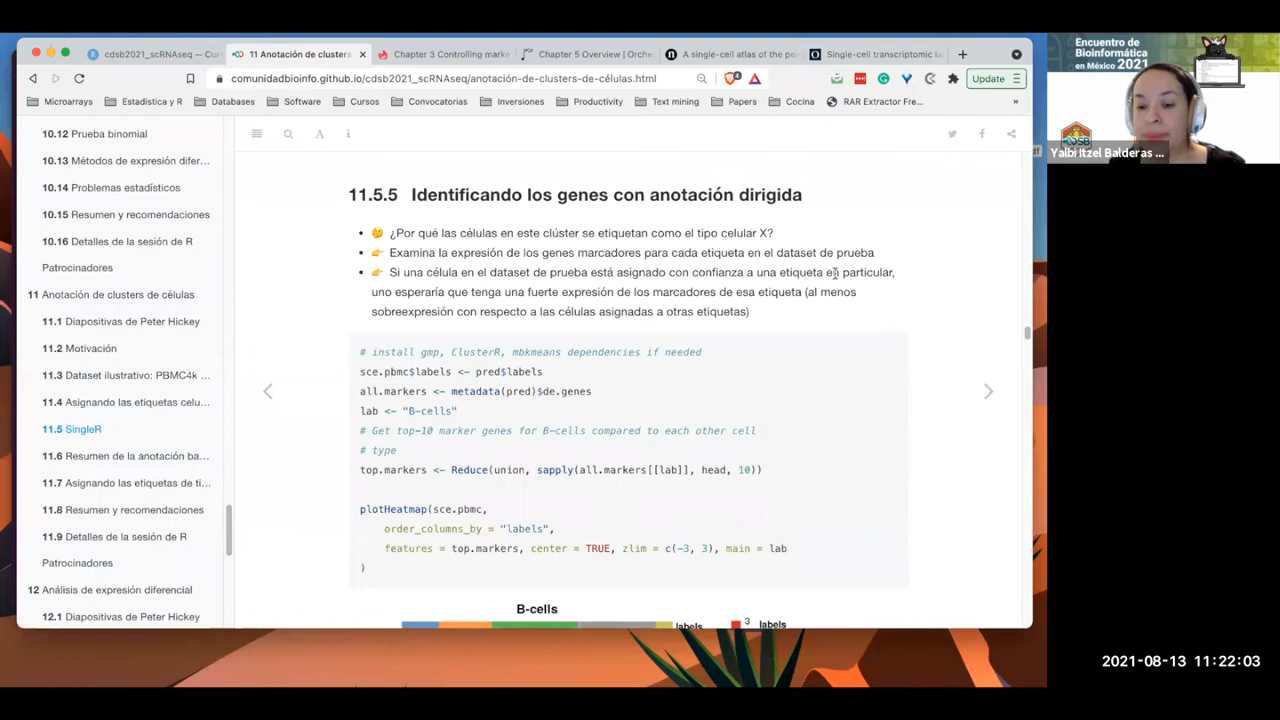 cdsb2021_scRNAseq — Cur
11 Anotación de clusters
Chapter 3 Controlling marke
Chapter 5 Overview | Orche
A single-cell atlas of the pe
Single-cell transcriptomic
comunidadbioinfo.github.io/cdsb2021_scRNAseq/anotación-de-clusters-de-células.html
Update
Microarrays
Estadistica y R
Databases
Software
Cursos
Convocatorias
Inversiones
Productivity
Text mining
Papers
Cocina
RAR Extractor Fre...
»
10.12 Prueba binomial
10.13 Métodos de expresión difer...
10.14 Problemas estadísticos
10.15 Resumen y recomendaciones
10.16 Detalles de la sesión de R
Patrocinadores
11 Anotación de clusters de células
11.1 Diapositivas de Peter Hickey
11.2 Motivación
11.3 Dataset ilustrativo: PBMC4k ...
11.4 Asignando las etiquetas celu...
11.5 SingleR
11.6 Resumen de la anotación ba...
11.7 Asignando las etiquetas de ti...
11.8 Resumen y recomendaciones
11.9 Detalles de la sesión de R
Patrocinadores
12 Análisis de expresión diferencial
12.1 Diapositivas de Peter Hickey
11.5.5 Identificando los genes con anotación dirigida
• 🤔 ¿Por qué las células en este clúster se etiquetan como el tipo celular X?
• 👉 Examina la expresión de los genes marcadores para cada etiqueta en el dataset de prueba
• 👉 Si una célula en el dataset de prueba está asignado con confianza a una etiqueta en particular,
uno esperaría que tenga una fuerte expresión de los marcadores de esa etiqueta (al menos
sobreexpresión con respecto a las células asignadas a otras etiquetas)
# install gmp, ClusterR, mbkmeans dependencies if needed
sce.pbmc$labels <- pred$labels
all.markers <- metadata(pred)$de.genes
lab <- "B-cells"
# Get top-10 marker genes for B-cells compared to each other cell
# type
top.markers <- Reduce(union, sapply(all.markers[[lab]], head, 10))
plotHeatmap(sce.pbmc,
order_columns_by = "labels",
features = top.markers, center = TRUE, zlim = c(-3, 3), main = lab
)
B-cells
labels
3 labels
Encuentro de
Bioinformática
en México 2021
CDSB
Yalbi Itzel Balderas ...
2021-08-13 11:22:03